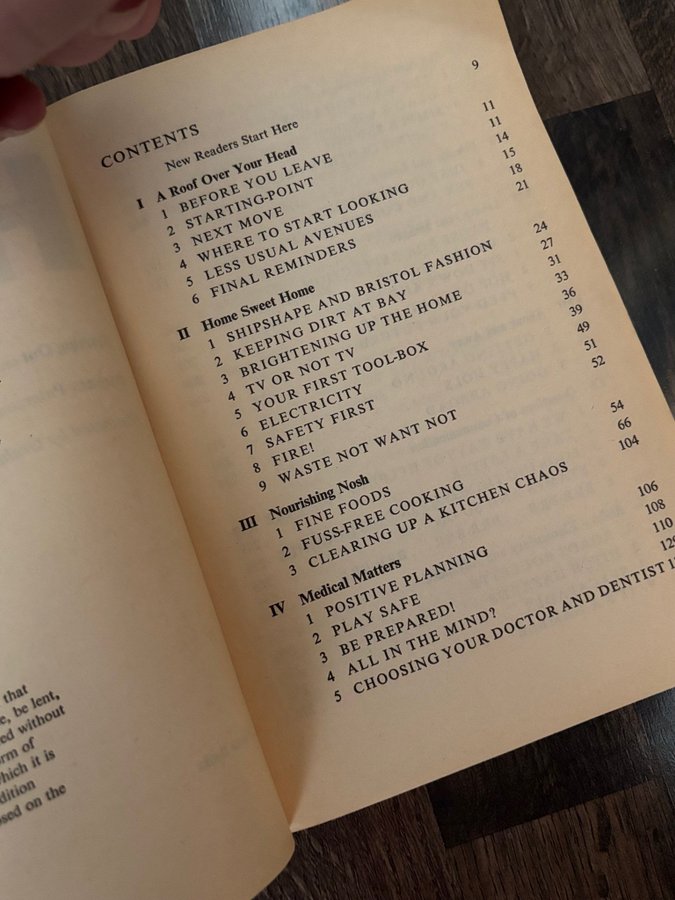 that
be lent,
without
of
it is
on the
CONTENTS
New Readers Start Here 9
I A Roof Over Your Head
1 BEFORE YOU LEAVE 11
2 STARTING-POINT 11
3 NEXT MOVE 14
4 WHERE TO START LOOKING 15
5 LESS USUAL AVENUES 18
6 FINAL REMINDERS 21
II Home Sweet Home
1 SHIPSHAPE AND BRISTOL FASHION 24
2 KEEPING DIRT AT BAY 27
3 BRIGHTENING UP THE HOME 31
4 TV OR NOT TV 33
5 YOUR FIRST TOOL-BOX 36
6 ELECTRICITY 39
7 SAFETY FIRST 49
8 FIRE! 51
9 WASTE NOT WANT NOT 52
III Nourishing Nosh
1 FINE FOODS 54
2 FUSS-FREE COOKING 66
3 CLEARING UP A KITCHEN CHAOS 104
IV Medical Matters
1 POSITIVE PLANNING 106
2 PLAY SAFE 108
3 BE PREPARED! 110
4 ALL IN THE MIND?
5 CHOOSING YOUR DOCTOR AND DENTIST